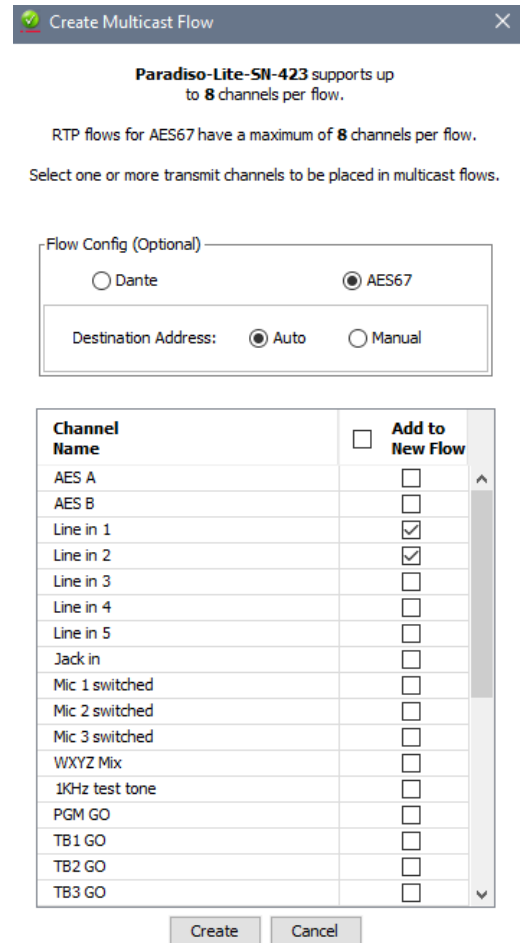 Create Multicast Flow
Paradiso-Lite-SN-423 supports up
to 8 channels per flow.
RTP flows for AES67 have a maximum of 8 channels per flow.
Select one or more transmit channels to be placed in multicast flows.
Flow Config (Optional)
Dante AES67
Destination Address: Auto Manual
Channel Name Add to New Flow
AES A
AES B
Line in 1
Line in 2
Line in 3
Line in 4
Line in 5
Jack in
Mic 1 switched
Mic 2 switched
Mic 3 switched
WXYZ Mix
1KHz test tone
PGM GO
TB1 GO
TB2 GO
TB3 GO
Create Cancel